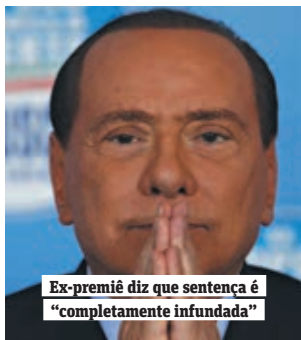 Ex-premiê diz que sentença é
“completamente infundada”